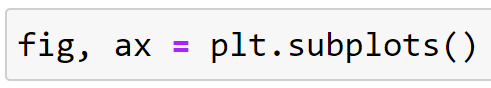 fig, ax = plt.subplots()